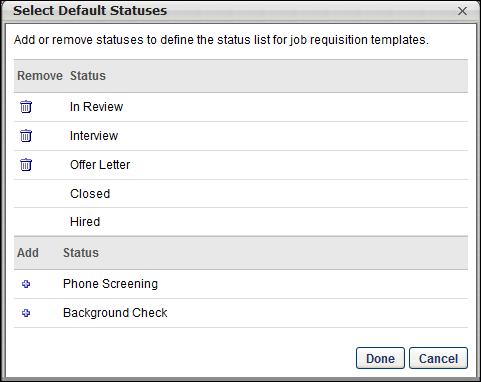 Select Default Statuses
Add or remove statuses to define the status list for job requisition templates.
Remove Status
In Review
Interview
Offer Letter
Closed
Hired
Add Status
Phone Screening
Background Check
Done Cancel